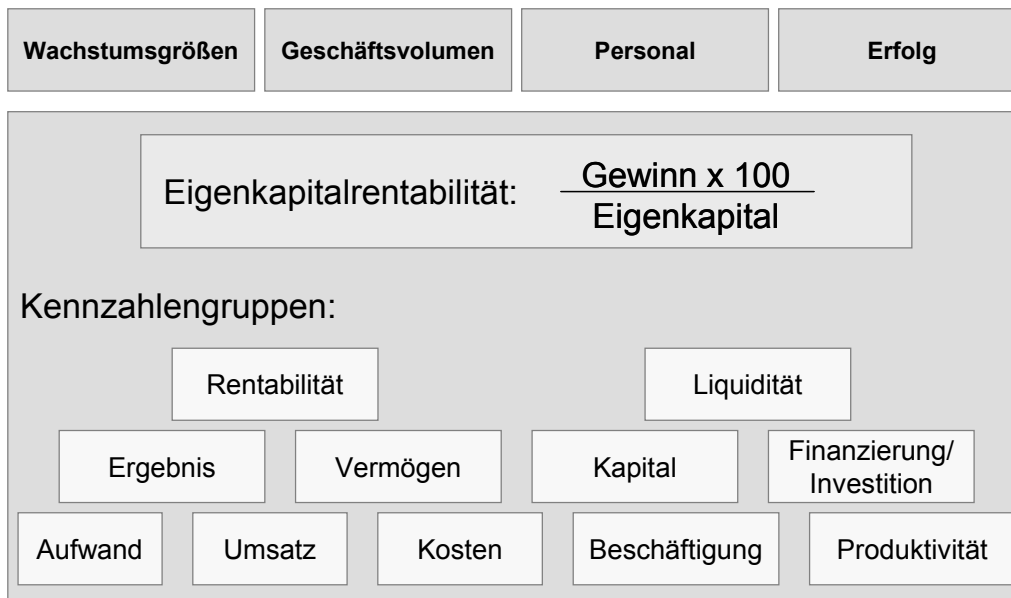 Wachstumsgrößen Geschäftsvolumen Personal Erfolg
Eigenkapitalrentabilität: Gewinn x 100
Eigenkapital
Kennzahlengruppen:
Rentabilität Liquidität
Ergebnis Vermögen Kapital Finanzierung/
Investition
Aufwand Umsatz Kosten Beschäftigung Produktivität